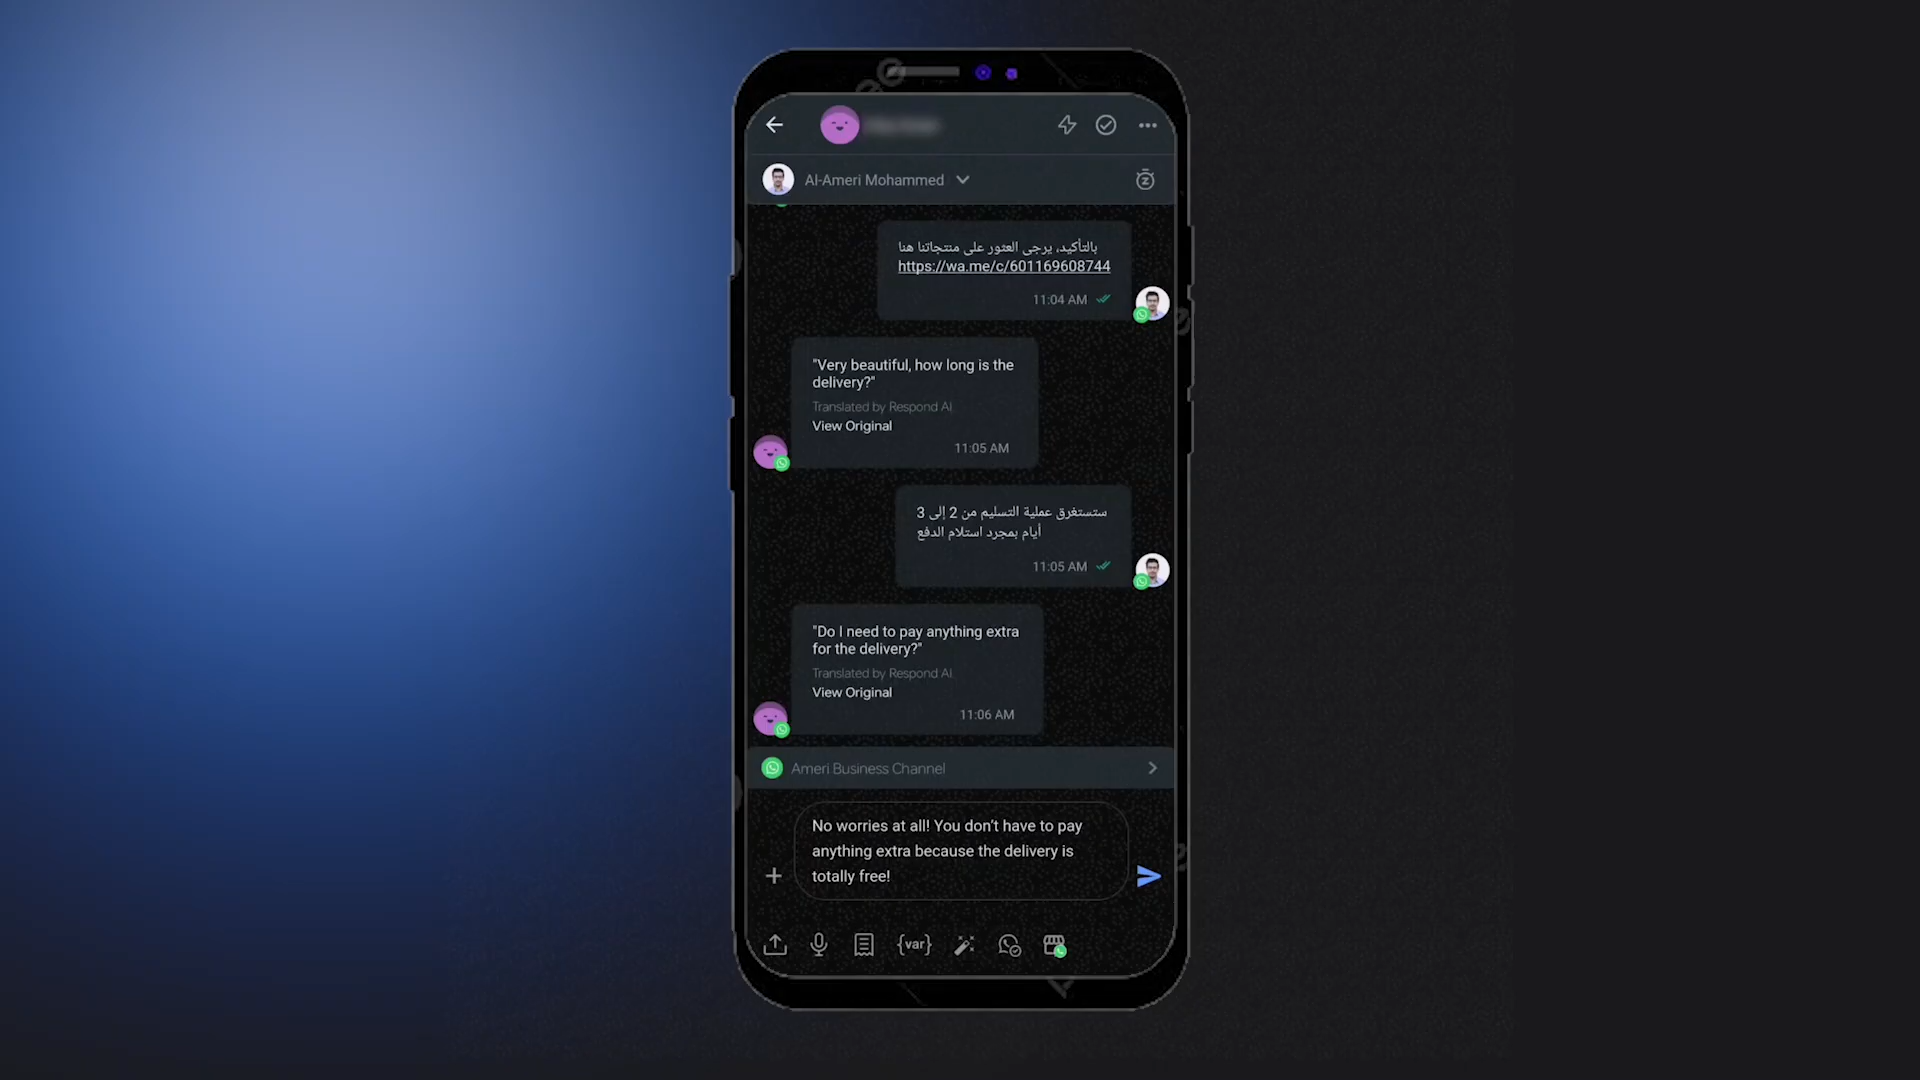 Al-Ameri Mohammed
بالتأكيد، يرجى العثور على منتجاتنا هنا
https://wa.me/c/601169608744
11:04 AM
"Very beautiful, how long is the
delivery?"
Translated by Respond AI
View Original
11:05 AM
ستستغرق عملية التسليم من 2 إلى 3
أيام بمجرد استلام الدفع
11:05 AM
"Do I need to pay anything extra
for the delivery?"
Translated by Respond AI
View Original
11:06 AM
Ameri Business Channel
No worries at all! You don’t have to pay
anything extra because the delivery is
totally free!
{var}